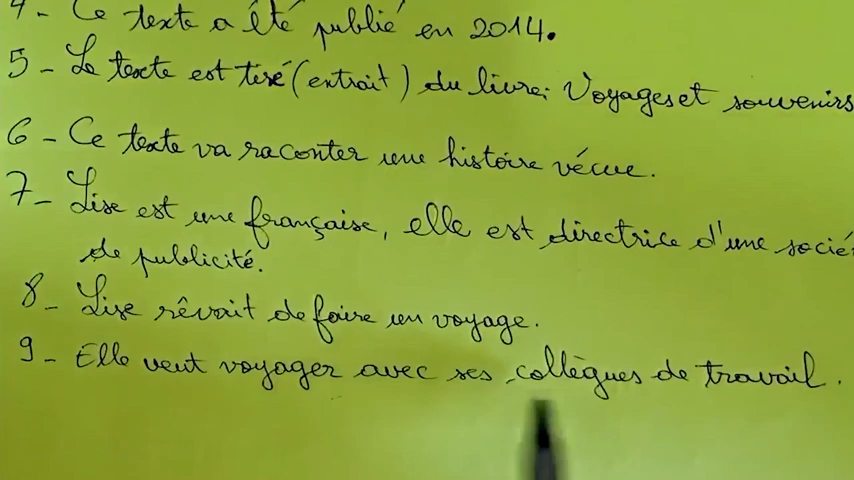 4- Ce texte a été publié en 2014.
5- Le texte est tiré (extrait) du livre: Voyages et souvenirs
6- Ce texte va raconter une histoire vécue.
7- Lise est une française, elle est directrice d'une socié
de publicité.
8- Lise rêvait de faire un voyage.
9- Elle veut voyager avec ses collègues de travail.